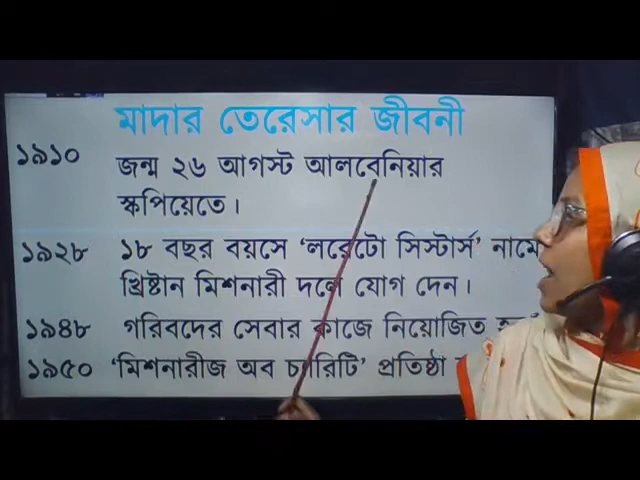 মাদার তেরেসার জীবনী
১৯১০ জন্ম ২৬ আগস্ট আলবেনিয়ার
স্কপিয়েতে।
১৯২৮ ১৮ বছর বয়সে ‘লরেটো সিস্টার্স’ নামে
খ্রিষ্টান মিশনারী দলে যোগ দেন।
১৯৪৮ গরিবদের সেবার কাজে নিয়োজিত
১৯৫০ ‘মিশনারীজ অব চ্যারিটি’ প্রতিষ্ঠা